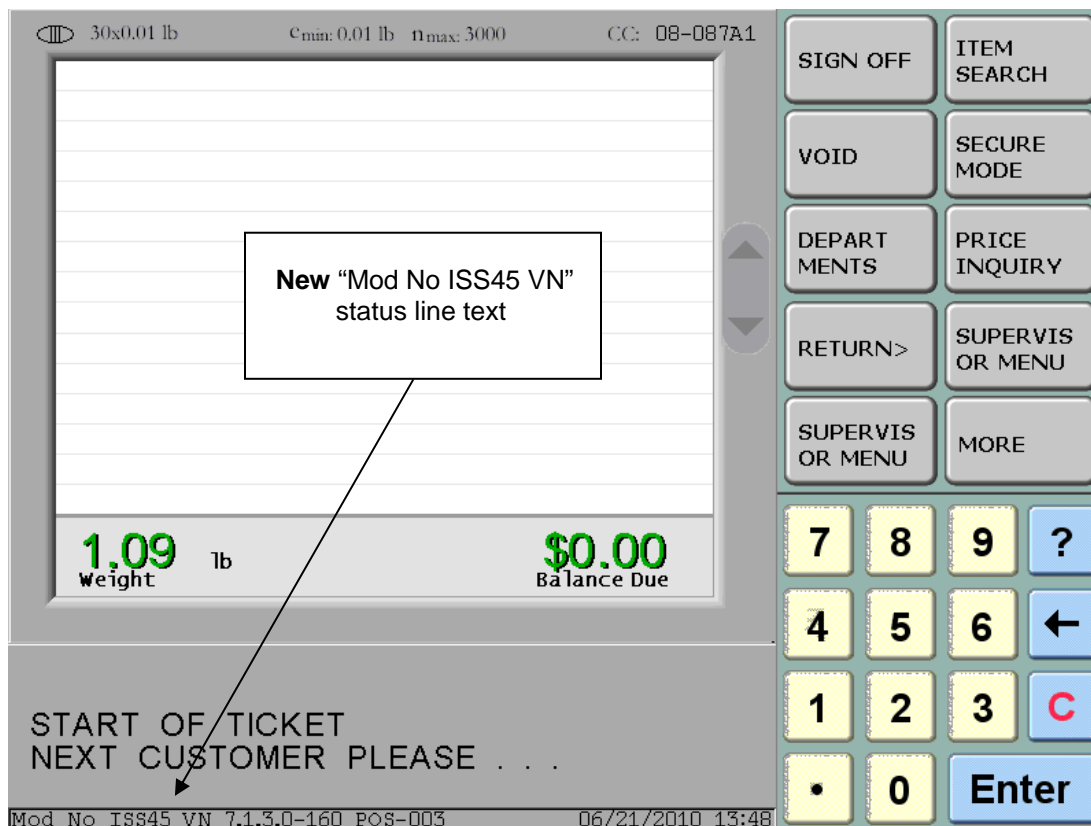 30x0.01 lb cmin: 0.01 lb nmax: 3000 CC: 08-087A1
New “Mod No ISS45 VN”
status line text
1.09 lb
Weight
$0.00
Balance Due
START OF TICKET
NEXT CUSTOMER PLEASE . . .
Mod No ISS45 VN 7.1.3.0-160 POS-003 06/21/2010 13:48
SIGN OFF
ITEM
SEARCH
VOID
SECURE
MODE
DEPART
MENTS
PRICE
INQUIRY
RETURN>
SUPERVIS
OR MENU
SUPERVIS
OR MENU
MORE
7 8 9 ?
4 5 6 ←
1 2 3 C
. 0 Enter